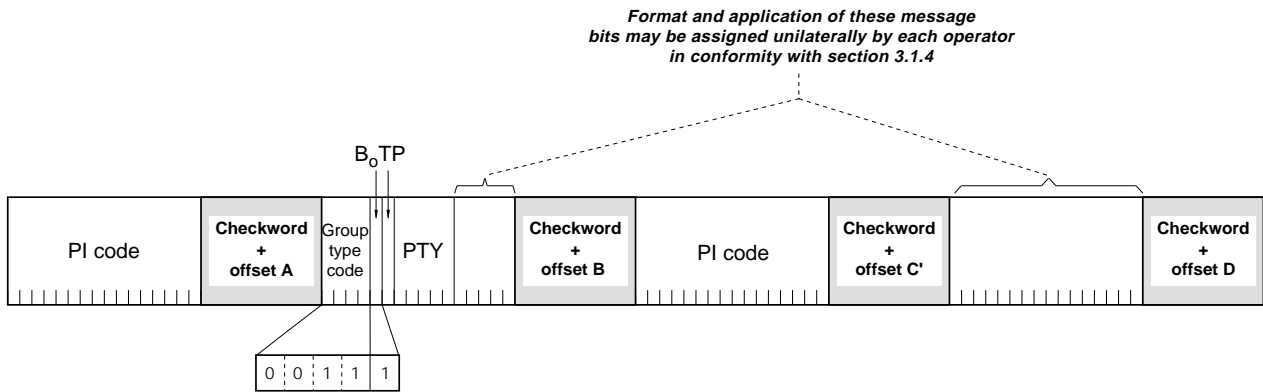 Format and application of these message
bits may be assigned unilaterally by each operator
in conformity with section 3.1.4
BoTP
PI code
Checkword
+
offset A
Group
type
code
PTY
Checkword
+
offset B
PI code
Checkword
+
offset C'
Checkword
+
offset D
0 0 1 1 1